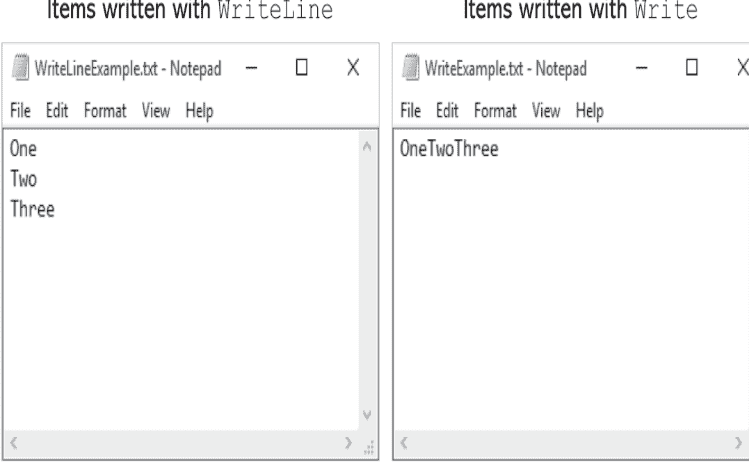 Items written with WriteLine
WriteLineExample.txt - Notepad
File Edit Format View Help
One
Two
Three
Items written with Write
WriteExample.txt - Notepad
File Edit Format View Help
OneTwoThree